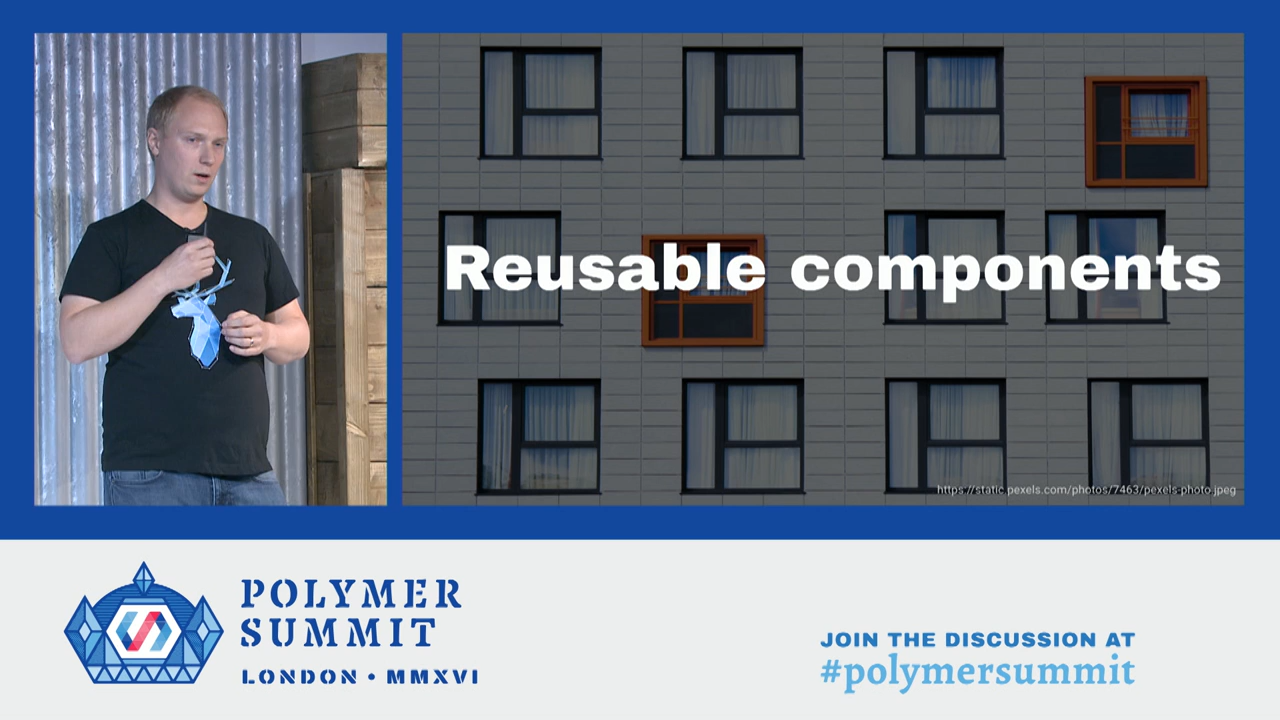 Reusable components
https://static.pexels.com/photos/7463/pexels-photo.jpeg
POLYMER
SUMMIT
LONDON • MMXVI
JOIN THE DISCUSSION AT
#polymersummit